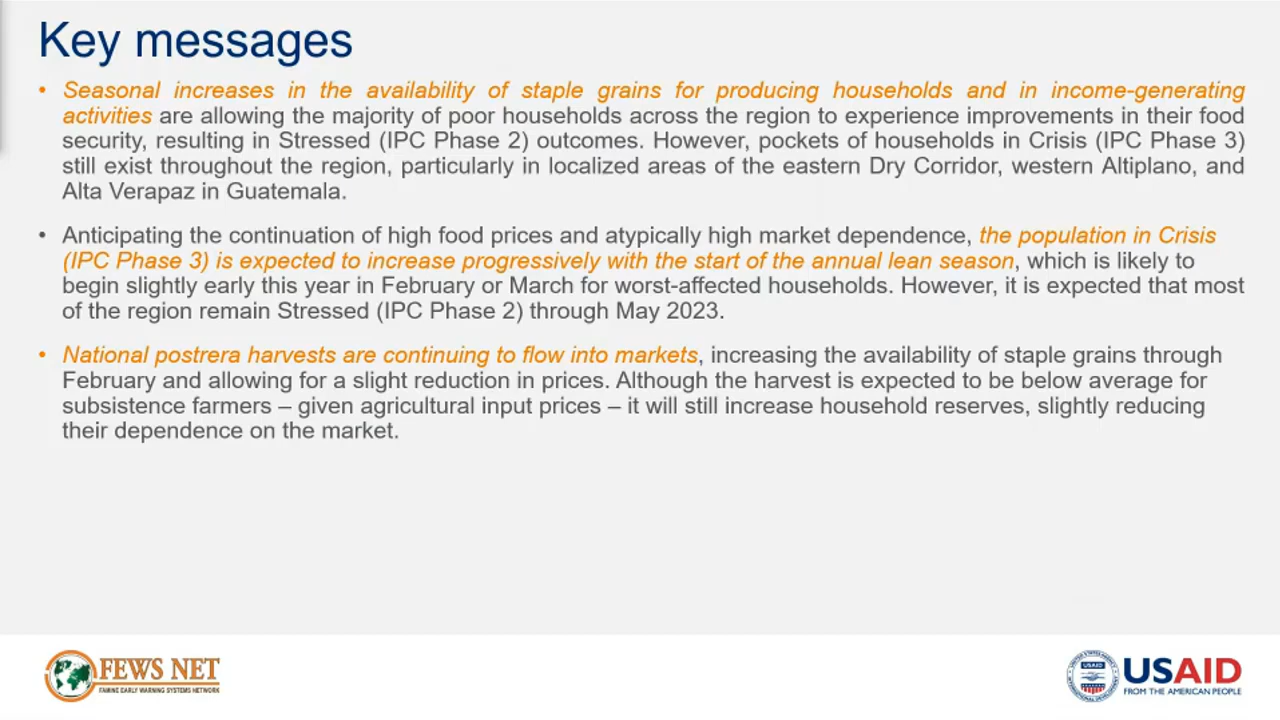 Key messages
• Seasonal increases in the availability of staple grains for producing households and in income-generating
activities are allowing the majority of poor households across the region to experience improvements in their food
security, resulting in Stressed (IPC Phase 2) outcomes. However, pockets of households in Crisis (IPC Phase 3)
still exist throughout the region, particularly in localized areas of the eastern Dry Corridor, western Altiplano, and
Alta Verapaz in Guatemala.
• Anticipating the continuation of high food prices and atypically high market dependence, the population in Crisis
(IPC Phase 3) is expected to increase progressively with the start of the annual lean season, which is likely to
begin slightly early this year in February or March for worst-affected households. However, it is expected that most
of the region remain Stressed (IPC Phase 2) through May 2023.
• National postrera harvests are continuing to flow into markets, increasing the availability of staple grains through
February and allowing for a slight reduction in prices. Although the harvest is expected to be below average for
subsistence farmers – given agricultural input prices – it will still increase household reserves, slightly reducing
their dependence on the market.
FEWS NET
FAMINE EARLY WARNING SYSTEMS NETWORK
USAID
USAID
FROM THE AMERICAN PEOPLE